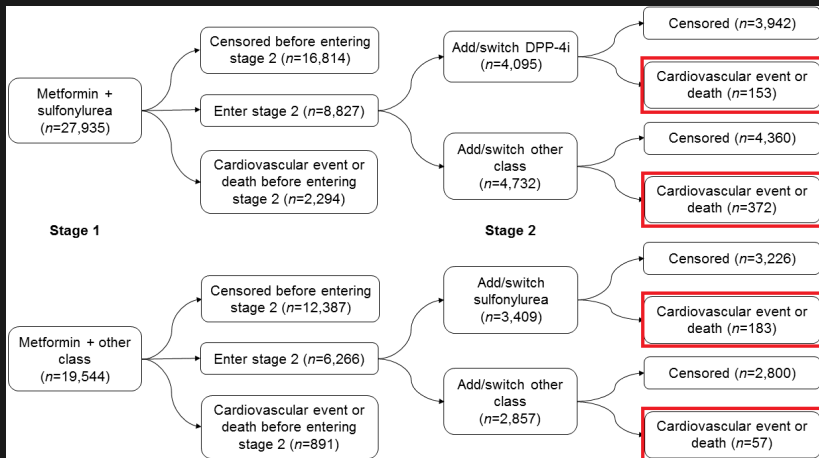 Metformin +
sulfonylurea
(n=27,935)
Censored before entering
stage 2 (n=16,814)
Enter stage 2 (n=8,827)
Cardiovascular event or
death before entering
stage 2 (n=2,294)
Add/switch DPP-4i
(n=4,095)
Add/switch other
class
(n=4,732)
Censored (n=3,942)
Cardiovascular event or
death (n=153)
Censored (n=4,360)
Cardiovascular event or
death (n=372)
Stage 1
Stage 2
Metformin + other
class
(n=19,544)
Censored before entering
stage 2 (n=12,387)
Enter stage 2 (n=6,266)
Cardiovascular event or
death before entering
stage 2 (n=891)
Add/switch
sulfonylurea
(n=3,409)
Add/switch other
class
(n=2,857)
Censored (n=3,226)
Cardiovascular event or
death (n=183)
Censored (n=2,800)
Cardiovascular event or
death (n=57)